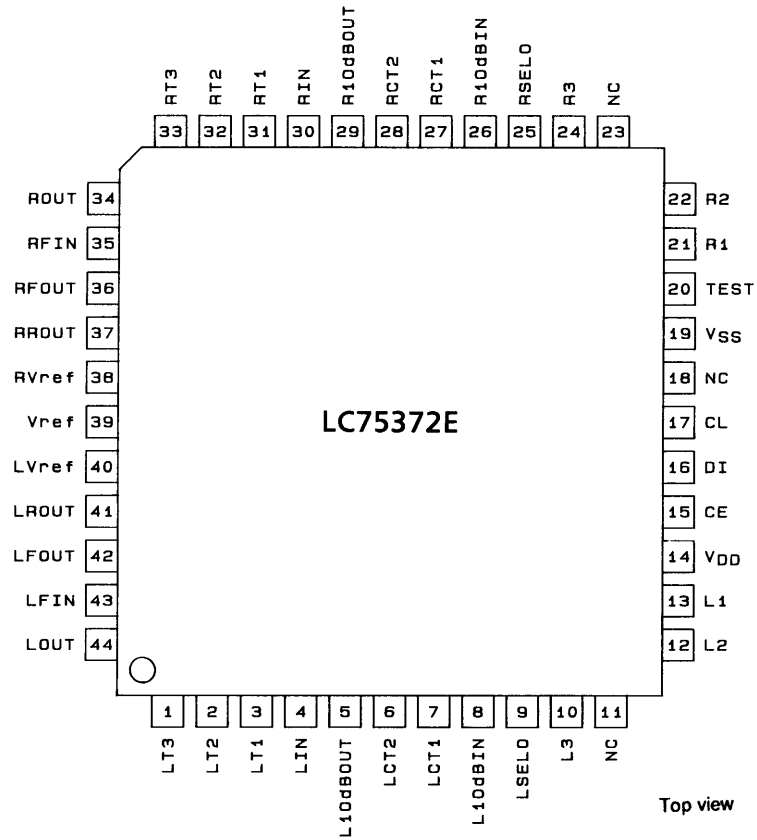 RT3
RT2
RT1
RIN
R10dBOUT
RCT2
RCT1
R10dBIN
RSELO
R3
NC
33
32
31
30
29
28
27
26
25
24
23
ROUT 34
RFIN 35
RFOUT 36
RROUT 37
RVref 38
Vref 39
LVref 40
LROUT 41
LFOUT 42
LFIN 43
LOUT 44
LC75372E
22 R2
21 R1
20 TEST
19 VSS
18 NC
17 CL
16 DI
15 CE
14 VDD
13 L1
12 L2
1
2
3
4
5
6
7
8
9
10
11
LT3
LT2
LT1
LIN
L10dBOUT
LCT2
LCT1
L10dBIN
LSELO
L3
NC
Top view